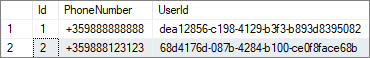 Id PhoneNumber UserId
1 1 +359888888888 dea12856-c198-4129-b3f3-b893d8395082
2 2 +359888123123 68d4176d-087b-4284-b100-ce0f8face68b